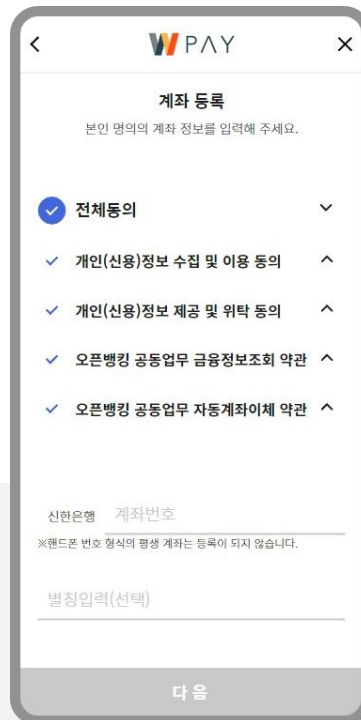 W PAY
계좌 등록
본인 명의의 계좌 정보를 입력해 주세요.
전체동의
개인(신용)정보 수집 및 이용 동의
개인(신용)정보 제공 및 위탁 동의
오픈뱅킹 공동업무 금융정보조회 약관
오픈뱅킹 공동업무 자동계좌이체 약관
신한은행 계좌번호
※핸드폰 번호 형식의 평생 계좌는 등록이 되지 않습니다.
별칭입력(선택)
다음